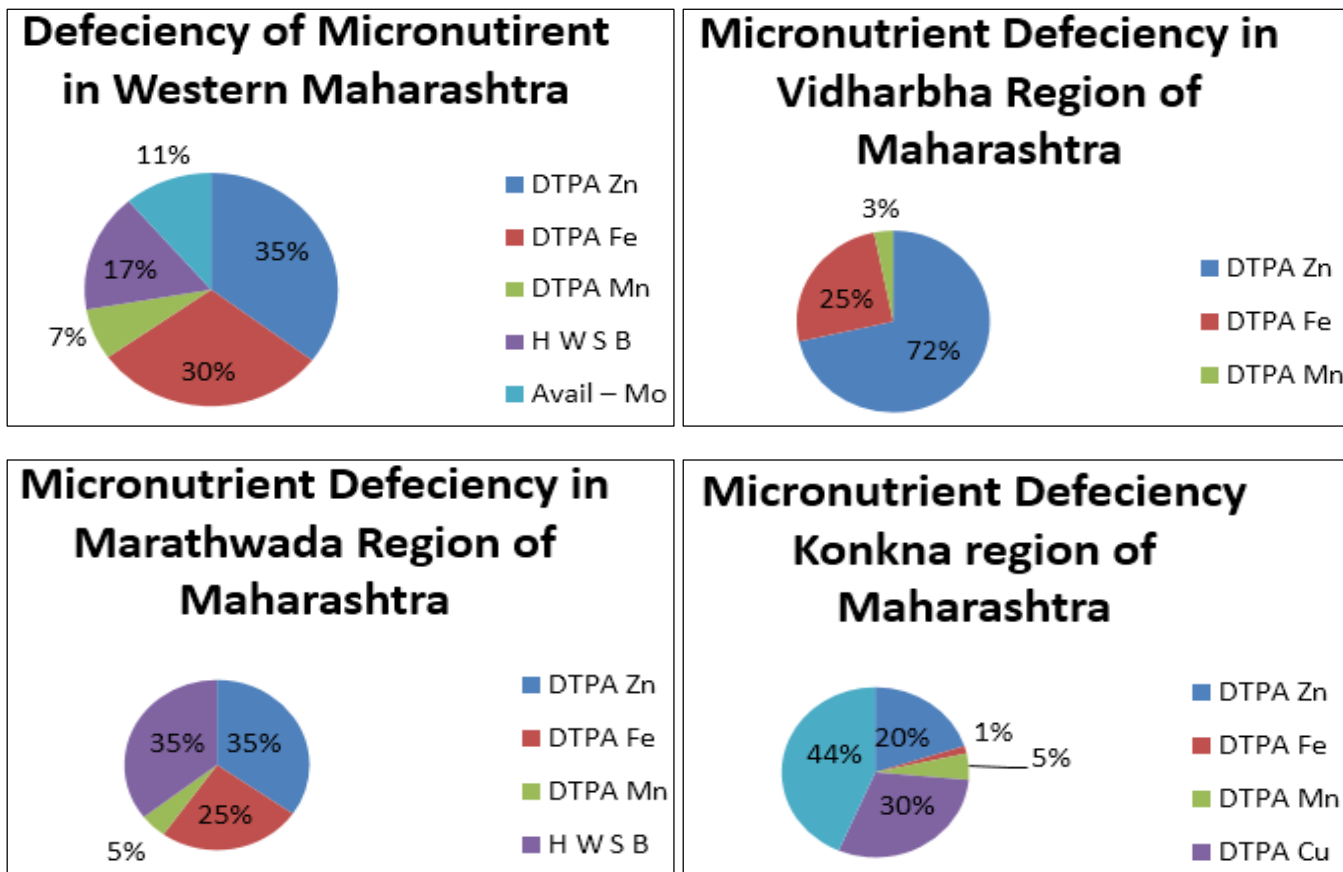 Defeciency of Micronutirent
in Western Maharashtra
11%
35%
17%
7%
30%
DTPA Zn
DTPA Fe
DTPA Mn
H W S B
Avail – Mo
Micronutrient Defeciency in
Vidharbha Region of
Maharashtra
3%
25%
72%
DTPA Zn
DTPA Fe
DTPA Mn
Micronutrient Defeciency in
Marathwada Region of
Maharashtra
35%
35%
25%
5%
DTPA Zn
DTPA Fe
DTPA Mn
H W S B
Micronutrient Defeciency
Konkna region of
Maharashtra
20%
1%
44%
5%
30%
DTPA Zn
DTPA Fe
DTPA Mn
DTPA Cu